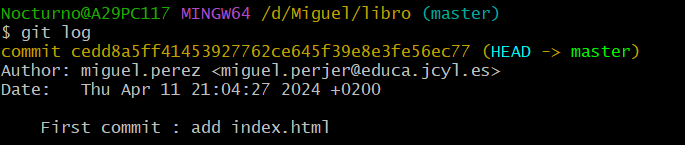 Nocturno@A29PC117 MINGW64 /d/Miguel/libro (master)
$ git log
commit cedd8a5ff41453927762ce645f39e8e3fe56ec77 (HEAD -> master)
Author: miguel.perez <miguel.perjer@educa.jcyl.es>
Date:   Thu Apr 11 21:04:27 2024 +0200
    First commit : add index.html